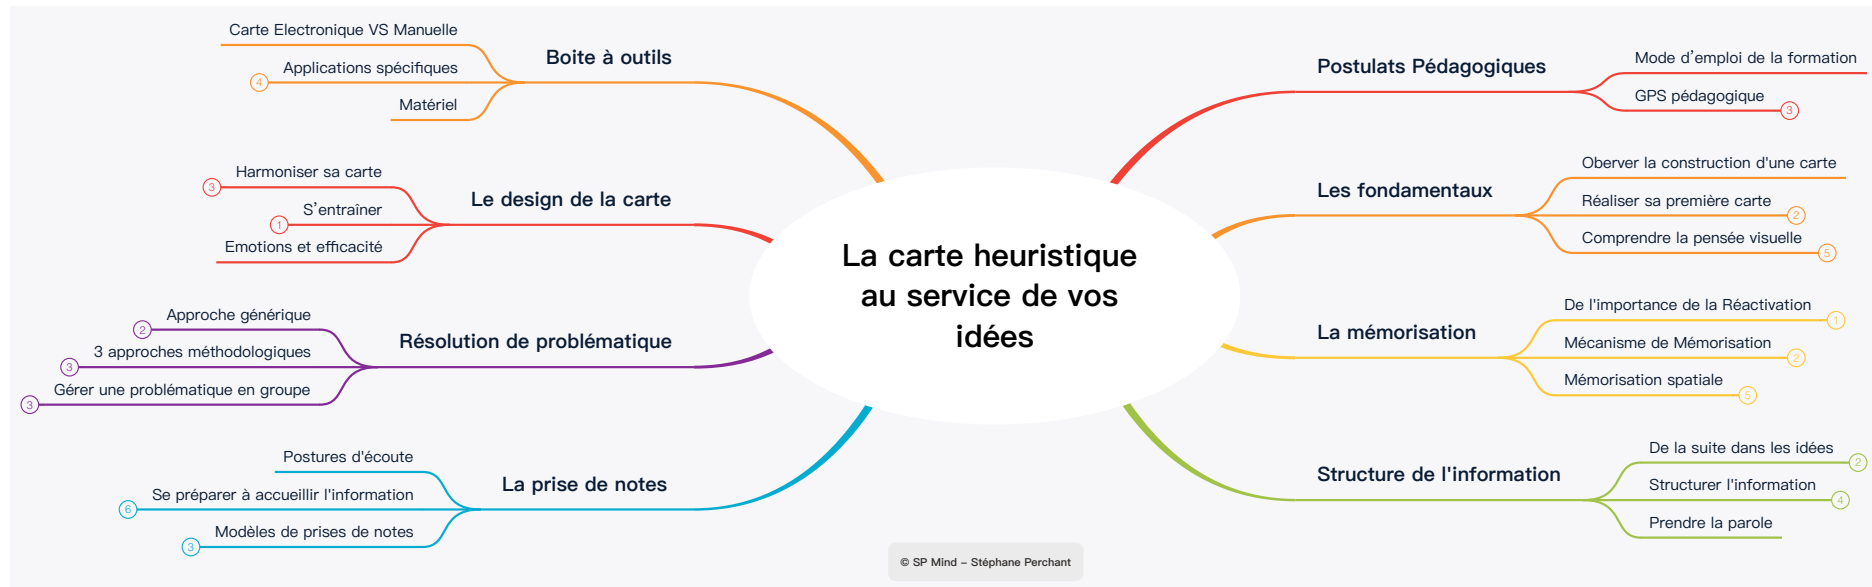 La carte heuristique
au service de vos
idées
Postulats Pédagogiques
Mode d'emploi de la formation
GPS pédagogique
3
Les fondamentaux
Oberver la construction d'une carte
Réaliser sa première carte
2
Comprendre la pensée visuelle
5
La mémorisation
De l'importance de la Réactivation
1
Mécanisme de Mémorisation
2
Mémorisation spatiale
5
Structure de l'information
De la suite dans les idées
2
Structurer l'information
4
Prendre la parole
Boite à outils
Carte Electronique VS Manuelle
Applications spécifiques
4
Matériel
Le design de la carte
Harmoniser sa carte
3
S'entraîner
1
Emotions et efficacité
Résolution de problématique
Approche générique
2
3 approches méthodologiques
3
Gérer une problématique en groupe
3
La prise de notes
Postures d'écoute
Se préparer à accueillir l'information
6
Modèles de prises de notes
3
© SP Mind – Stéphane Perchant